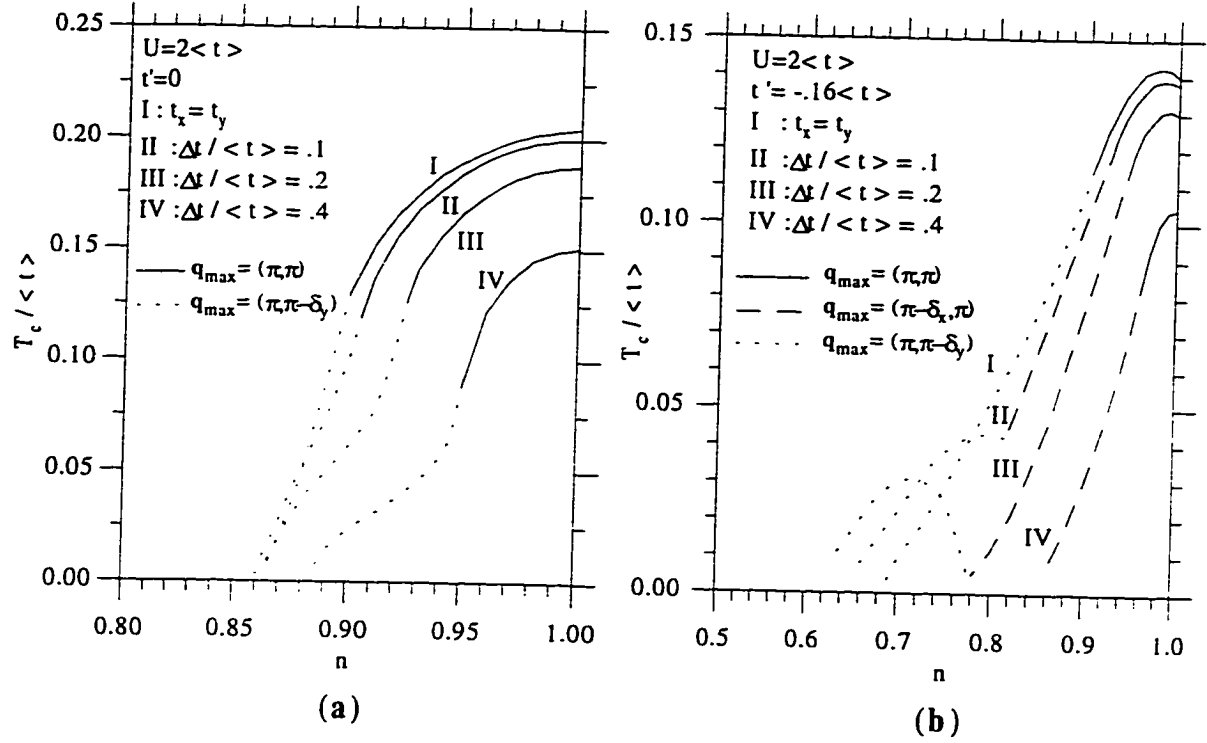 U=2<t>
t'=0
I : t_x = t_y
II : Δt / <t> = .1
III : Δt / <t> = .2
IV : Δt / <t> = .4
q_max = (π,π)
q_max = (π,π−δ_y)
I
II
III
IV
T_c / <t>
0.25
0.20
0.15
0.10
0.05
0.00
0.80
0.85
0.90
0.95
1.00
n
n
(a)
U=2<t>
t' = -.16<t>
I : t_x = t_y
II : Δt / <t> = .1
III : Δt / <t> = .2
IV : Δt / <t> = .4
q_max = (π,π)
q_max = (π−δ_x,π)
q_max = (π,π−δ_y)
I
II
III
IV
T_c / <t>
0.15
0.10
0.05
0.00
0.5
0.6
0.7
0.8
0.9
1.0
n
n
(b)